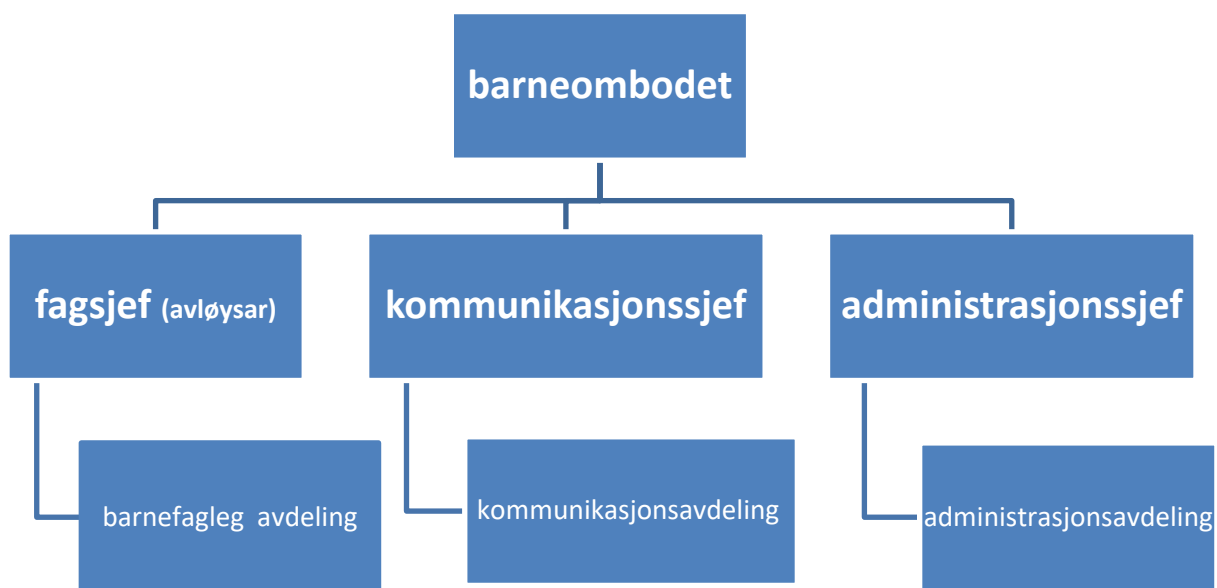 barneombodet
fagsjef (avløysar)
kommunikasjonssjef
administrasjonssjef
barnefagleg avdeling
kommunikasjonsavdeling
administrasjonsavdeling